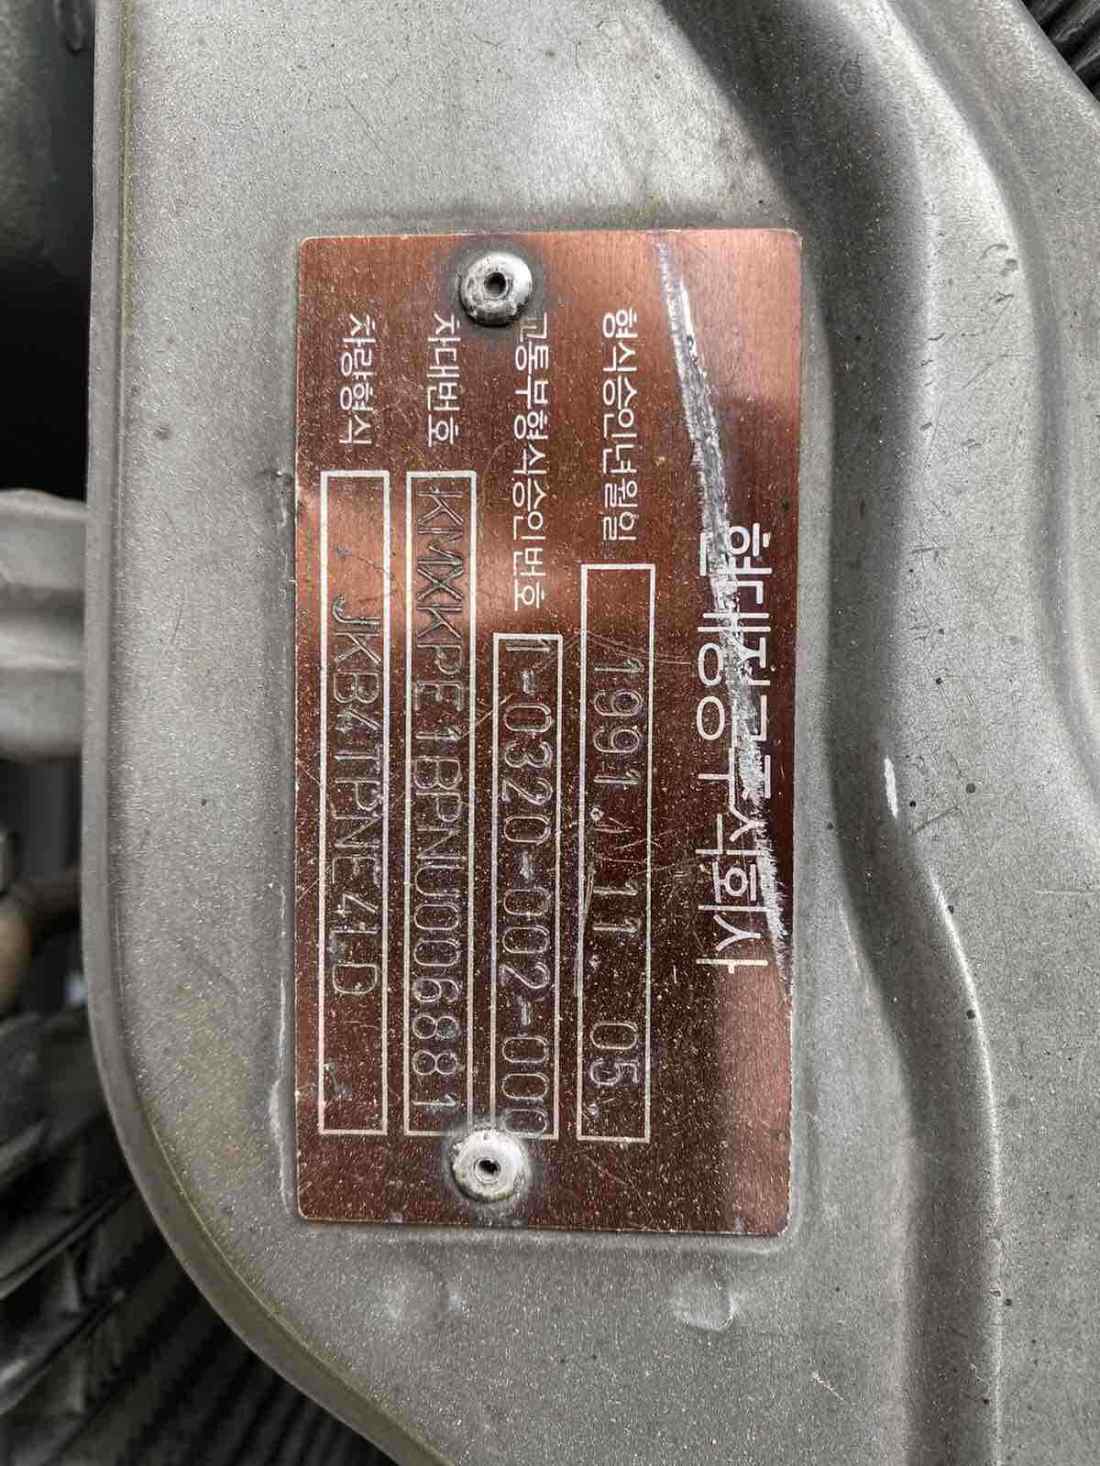 현대정공주식회사
형식승인년월일 1991. 11. 05.
교통부형식승인번호 1-0320-002-000
차대번호 KMXKPE1BPNU006881
차량형식 JKB4TPNE-4LD